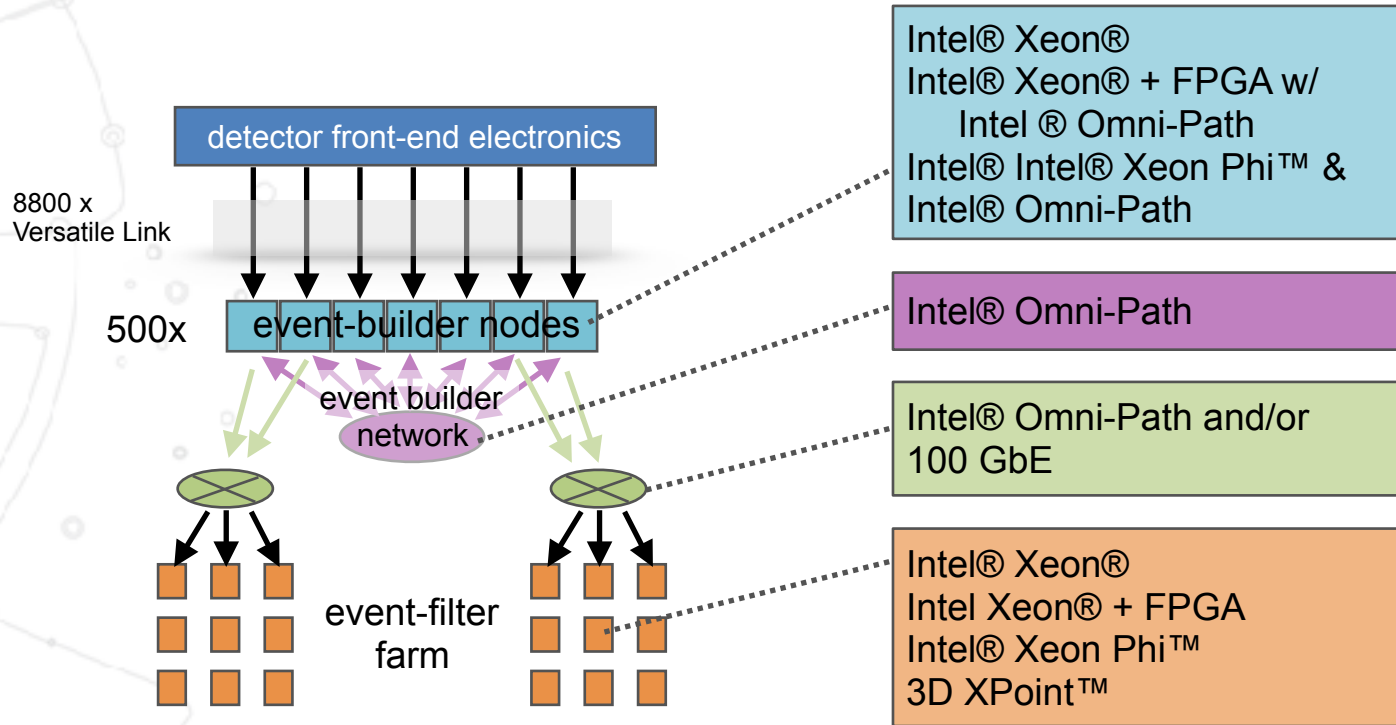 detector front-end electronics
8800 x
Versatile Link
500x
event-builder nodes
event builder
network
event-filter
farm
Intel® Xeon®
Intel® Xeon® + FPGA w/
Intel ® Omni-Path
Intel® Intel® Xeon Phi™ &
Intel® Omni-Path
Intel® Omni-Path
Intel® Omni-Path and/or
100 GbE
Intel® Xeon®
Intel Xeon® + FPGA
Intel® Xeon Phi™
3D XPoint™